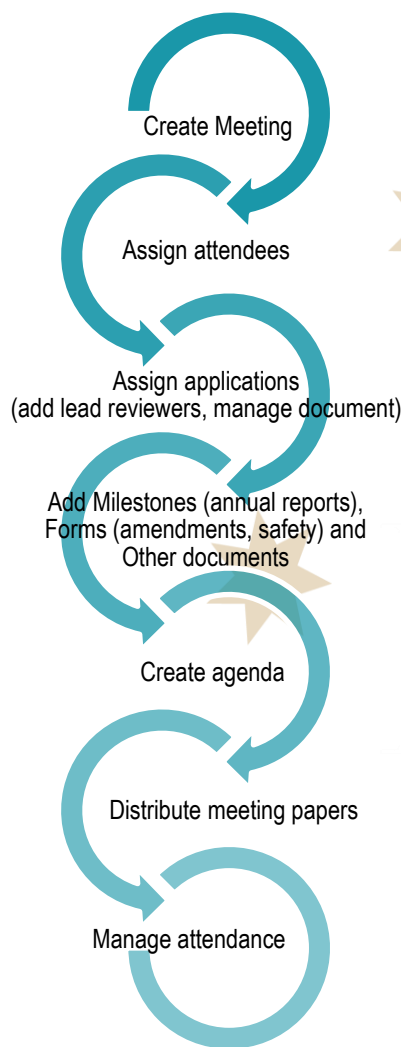 Create Meeting
Assign attendees
Assign applications
(add lead reviewers, manage document)
Add Milestones (annual reports),
Forms (amendments, safety) and
Other documents
Create agenda
Distribute meeting papers
Manage attendance